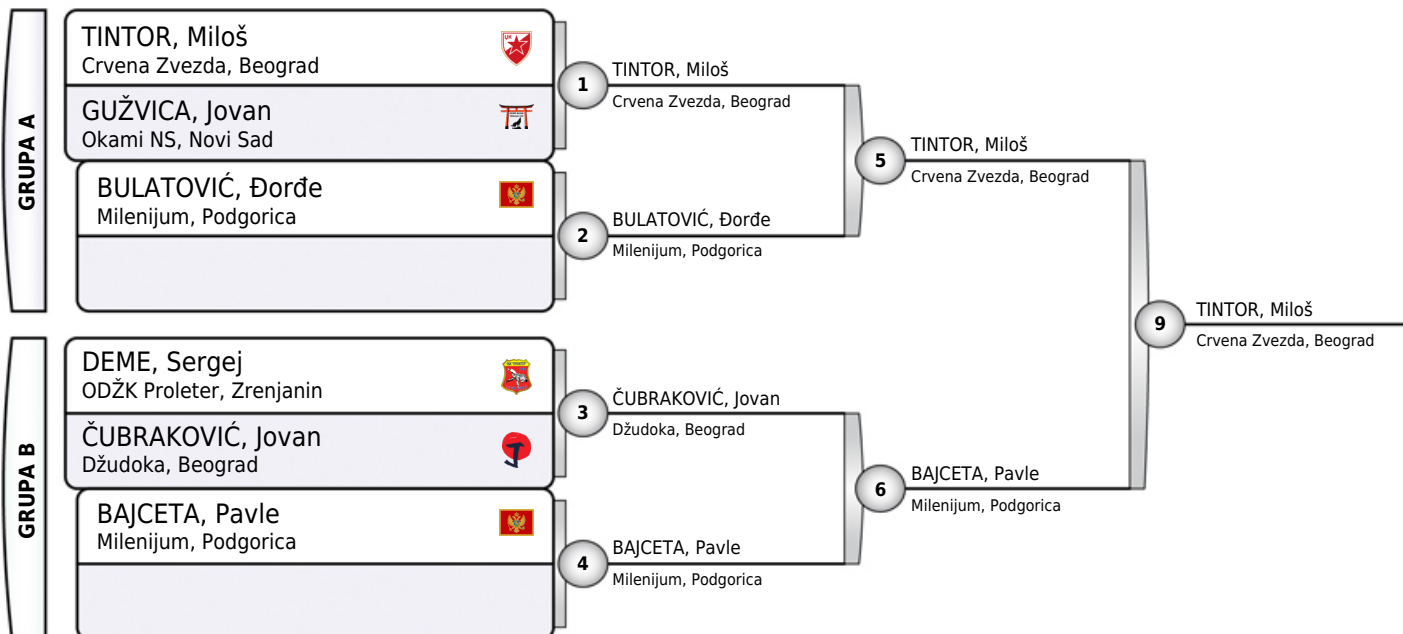 GRUPA A
TINTOR, Miloš
Crvena Zvezda, Beograd
GUŽVICA, Jovan
Okami NS, Novi Sad
BULATOVIĆ, Đorđe
Milenijum, Podgorica
1
TINTOR, Miloš
Crvena Zvezda, Beograd
2
BULATOVIĆ, Đorđe
Milenijum, Podgorica
5
TINTOR, Miloš
Crvena Zvezda, Beograd
GRUPA B
DEME, Sergej
ODŽK Proleter, Zrenjanin
ČUBRAKOVIĆ, Jovan
Džudoka, Beograd
BAJCETA, Pavle
Milenijum, Podgorica
3
ČUBRAKOVIĆ, Jovan
Džudoka, Beograd
4
BAJCETA, Pavle
Milenijum, Podgorica
6
BAJCETA, Pavle
Milenijum, Podgorica
9
TINTOR, Miloš
Crvena Zvezda, Beograd